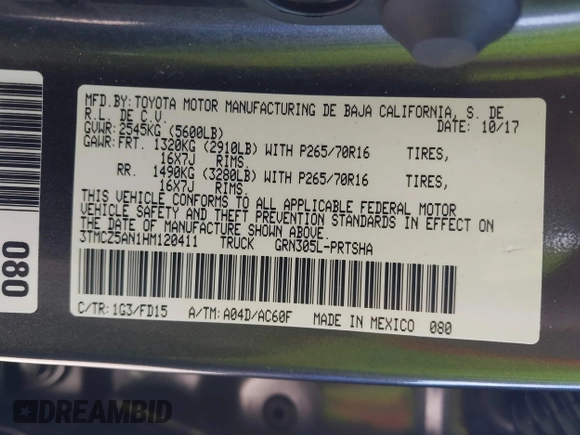 MFD.BY: TOYOTA MOTOR MANUFACTURING DE BAJA CALIFORNIA, S. DE
R.L. DE C.V. DATE: 10/17
GVWR: 2545KG (5600LB)
GAWR: FRT. 1320KG (2910LB) WITH P265/70R16 TIRES,
16X7J RIMS.
RR. 1490KG (3280LB) WITH P265/70R16 TIRES,
16X7J RIMS.
THIS VEHICLE CONFORMS TO ALL APPLICABLE FEDERAL MOTOR
VEHICLE SAFETY AND THEFT PREVENTION STANDARDS IN EFFECT ON
THE DATE OF MANUFACTURE SHOWN ABOVE.
3TMCZ5AN1HM120411 TRUCK GRN305L-PRTSHA
C/TR: 1G3/FD15 A/TM: A04D/AC60F MADE IN MEXICO 080
080
DREAMBID